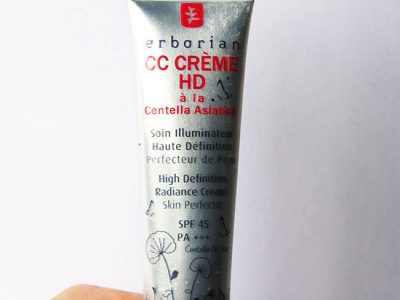 erborian
CC CRÈME
HD
à la
Centella Asiatica
Soin Illuminateur
Haute Définition
Perfecteur de Peau
High Definition
Radiance Cream
Skin Perfector
SPF 45
PA +++
Centella